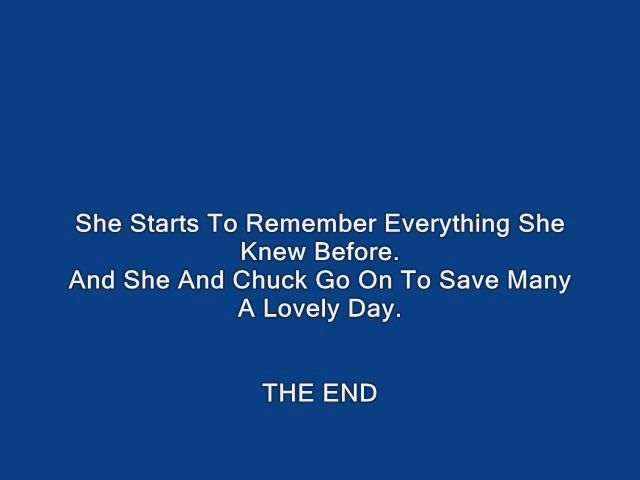 She Starts To Remember Everything She
Knew Before.
And She And Chuck Go On To Save Many
A Lovely Day.
THE END